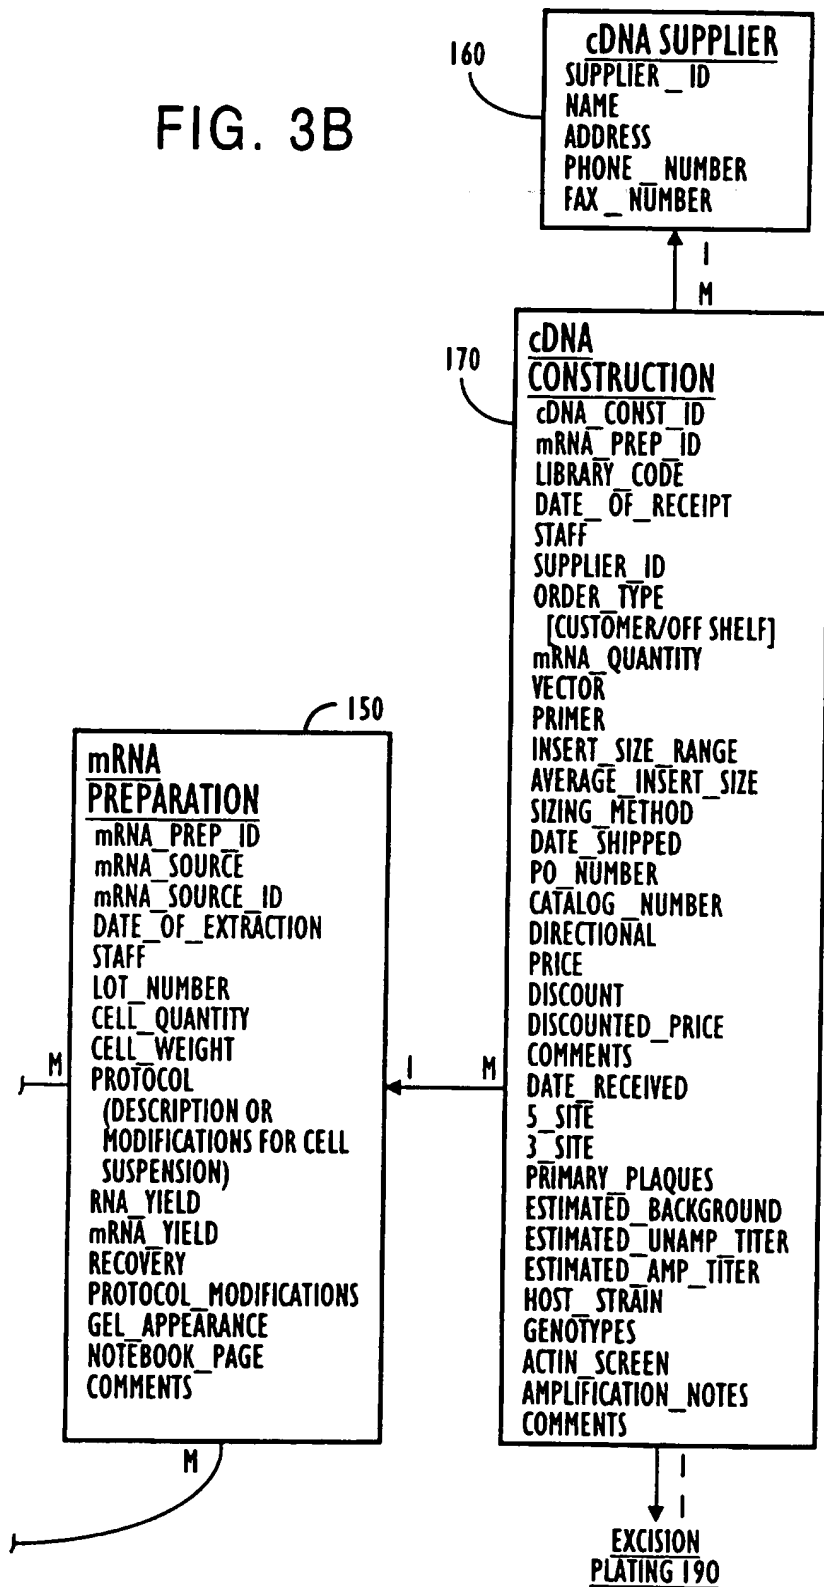 FIG. 3B
160
cDNA SUPPLIER
SUPPLIER_ID
NAME
ADDRESS
PHONE_NUMBER
FAX_NUMBER
1
M
170
cDNA
CONSTRUCTION
cDNA_CONST_ID
mRNA_PREP_ID
LIBRARY_CODE
DATE_OF_RECEIPT
STAFF
SUPPLIER_ID
ORDER_TYPE
[CUSTOMER/OFF SHELF]
mRNA_QUANTITY
VECTOR
PRIMER
INSERT_SIZE_RANGE
AVERAGE_INSERT_SIZE
SIZING_METHOD
DATE_SHIPPED
PO_NUMBER
CATALOG_NUMBER
DIRECTIONAL
PRICE
DISCOUNT
DISCOUNTED_PRICE
COMMENTS
DATE_RECEIVED
5_SITE
3_SITE
PRIMARY_PLAQUES
ESTIMATED_BACKGROUND
ESTIMATED_UNAMP_TITER
ESTIMATED_AMP_TITER
HOST_STRAIN
GENOTYPES
ACTIN_SCREEN
AMPLIFICATION_NOTES
COMMENTS
150
mRNA
PREPARATION
mRNA_PREP_ID
mRNA_SOURCE
mRNA_SOURCE_ID
DATE_OF_EXTRACTION
STAFF
LOT_NUMBER
CELL_QUANTITY
CELL_WEIGHT
PROTOCOL
(DESCRIPTION OR
MODIFICATIONS FOR CELL
SUSPENSION)
RNA_YIELD
mRNA_YIELD
RECOVERY
PROTOCOL_MODIFICATIONS
GEL_APPEARANCE
NOTEBOOK_PAGE
COMMENTS
M
1 M
M
1
1
EXCISION
PLATING 190